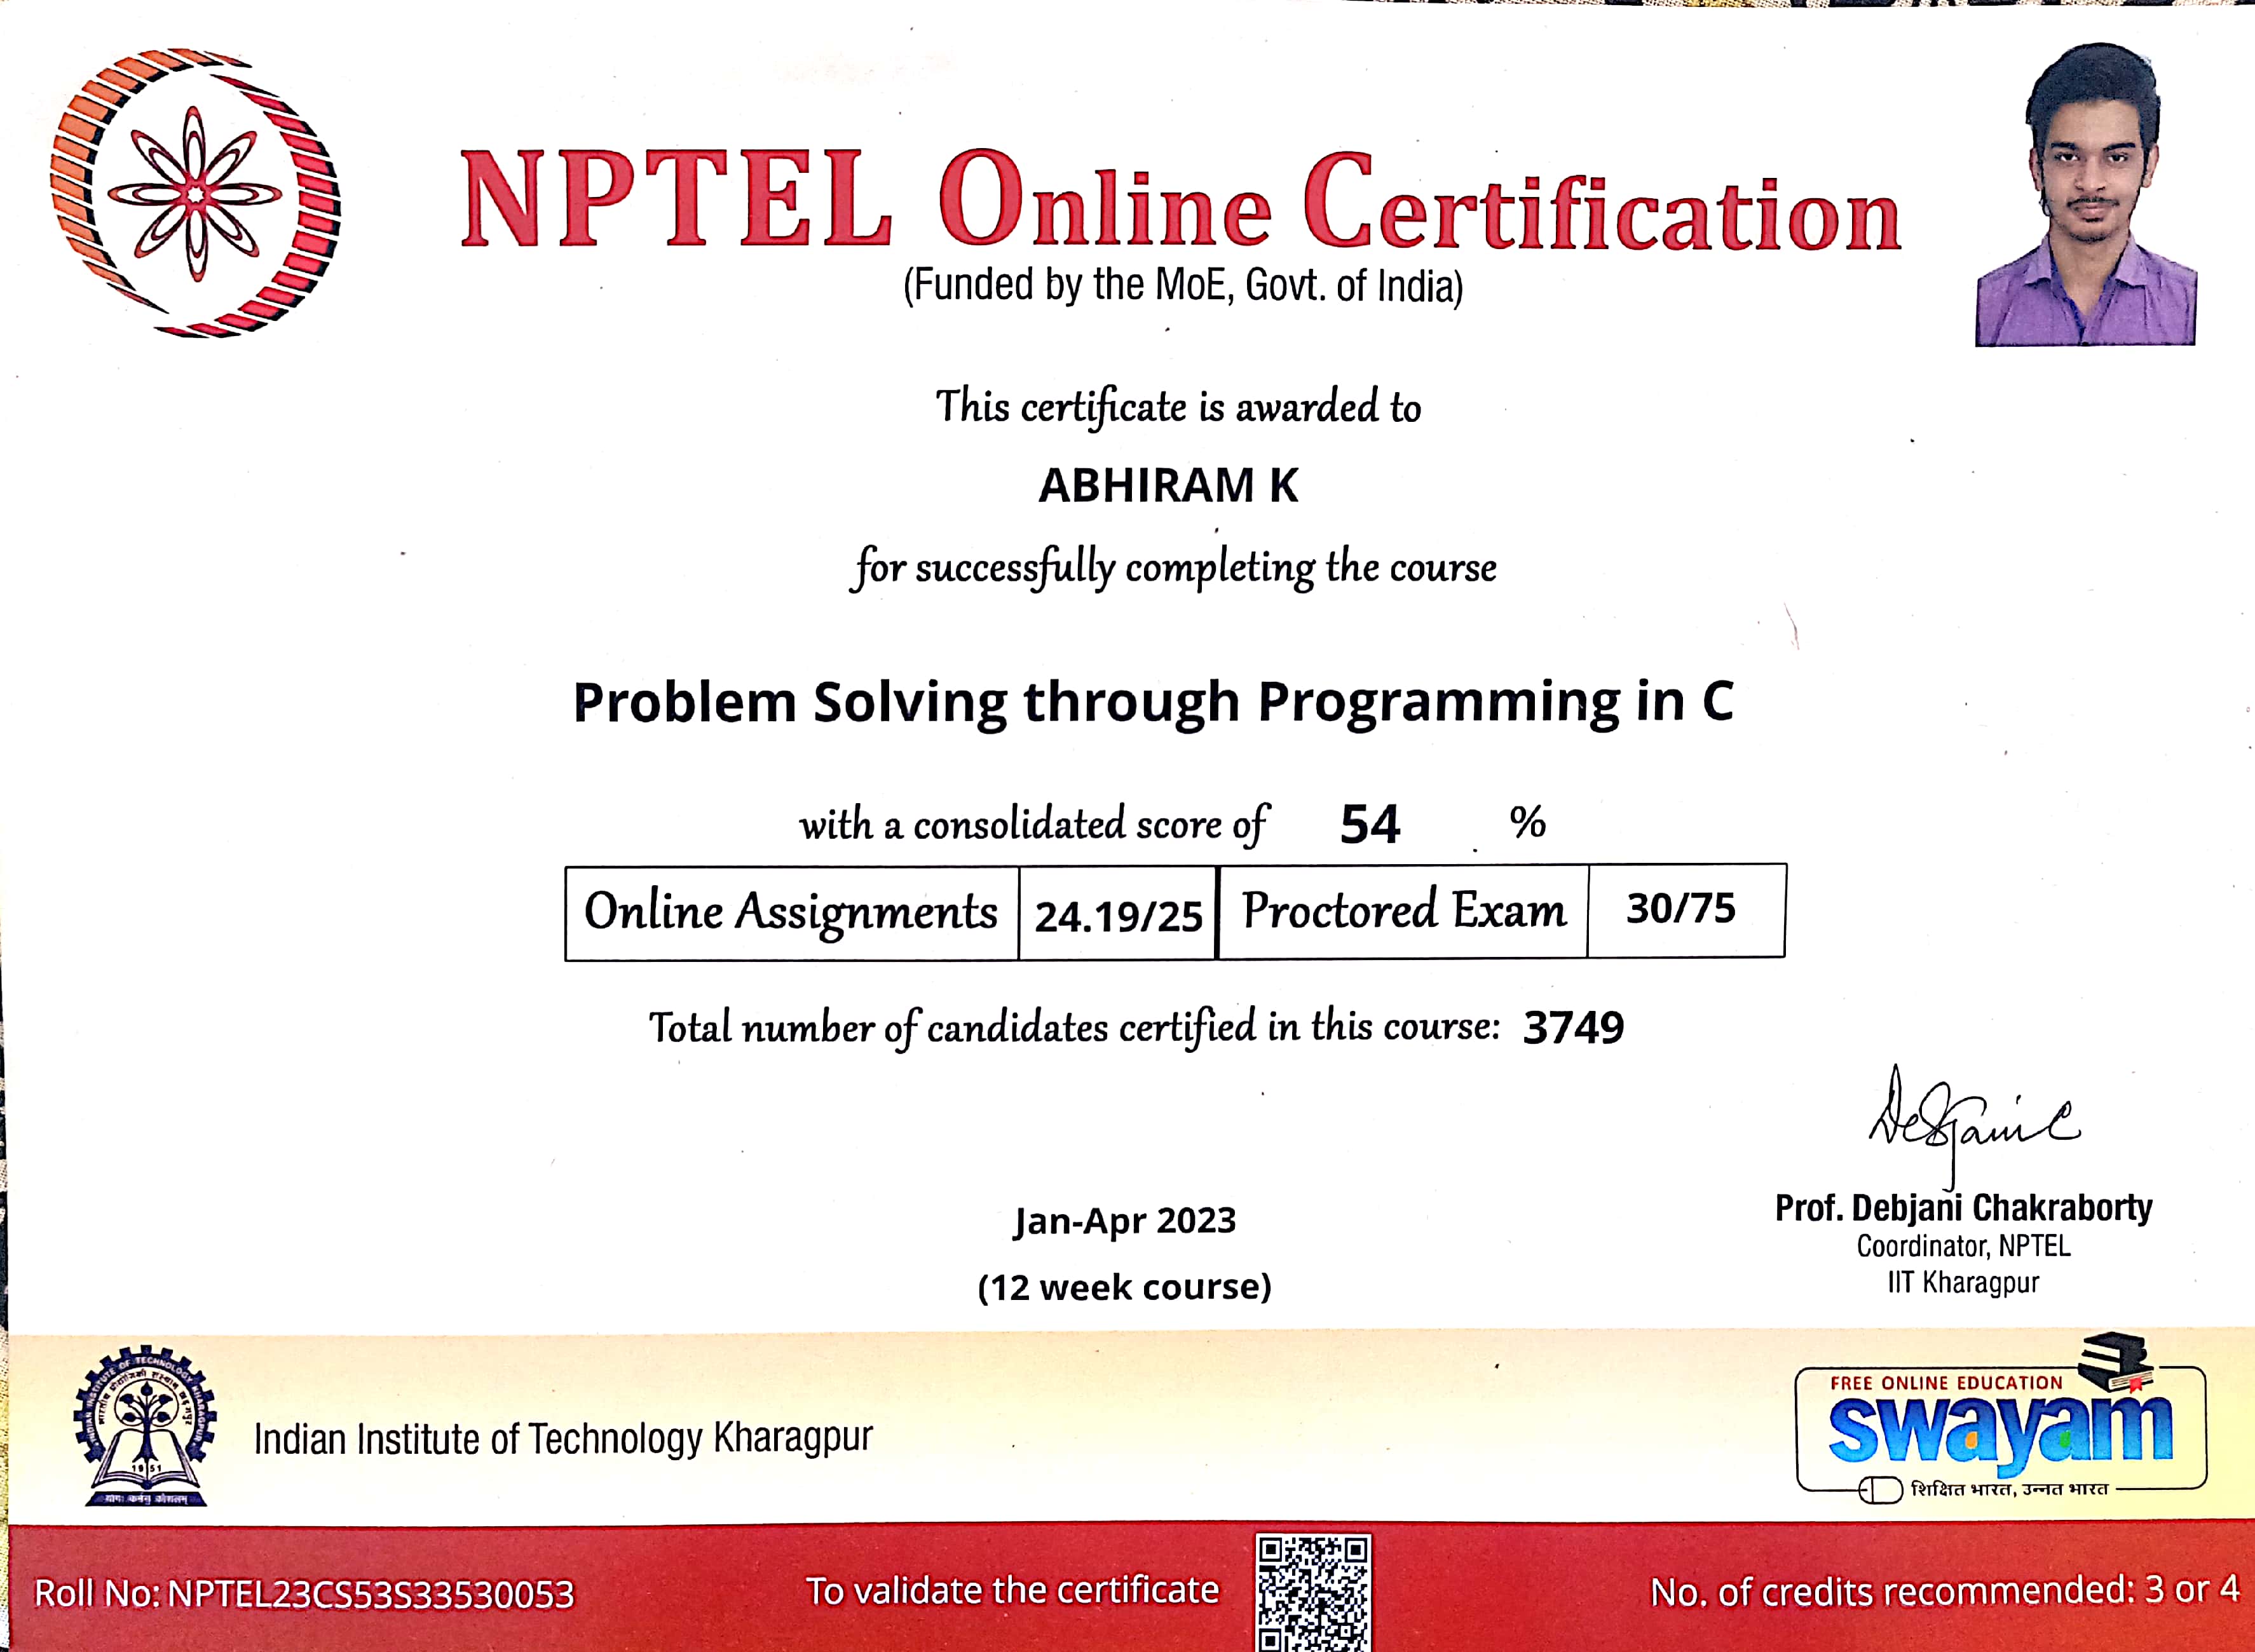 NPTEL Online Certification
(Funded by the MoE, Govt. of India)
This certificate is awarded to
ABHIRAM K
for successfully completing the course
Problem Solving through Programming in C
with a consolidated score of 54 %
Online Assignments 24.19/25 Proctored Exam 30/75
Total number of candidates certified in this course: 3749
Jan-Apr 2023
(12 week course)
Prof. Debjani Chakraborty
Coordinator, NPTEL
IIT Kharagpur
1951
Indian Institute of Technology Kharagpur
FREE ONLINE EDUCATION
swayam
शिक्षित भारत, उन्नत भारत
Roll No: NPTEL23CS53S33530053
To validate the certificate
No. of credits recommended: 3 or 4